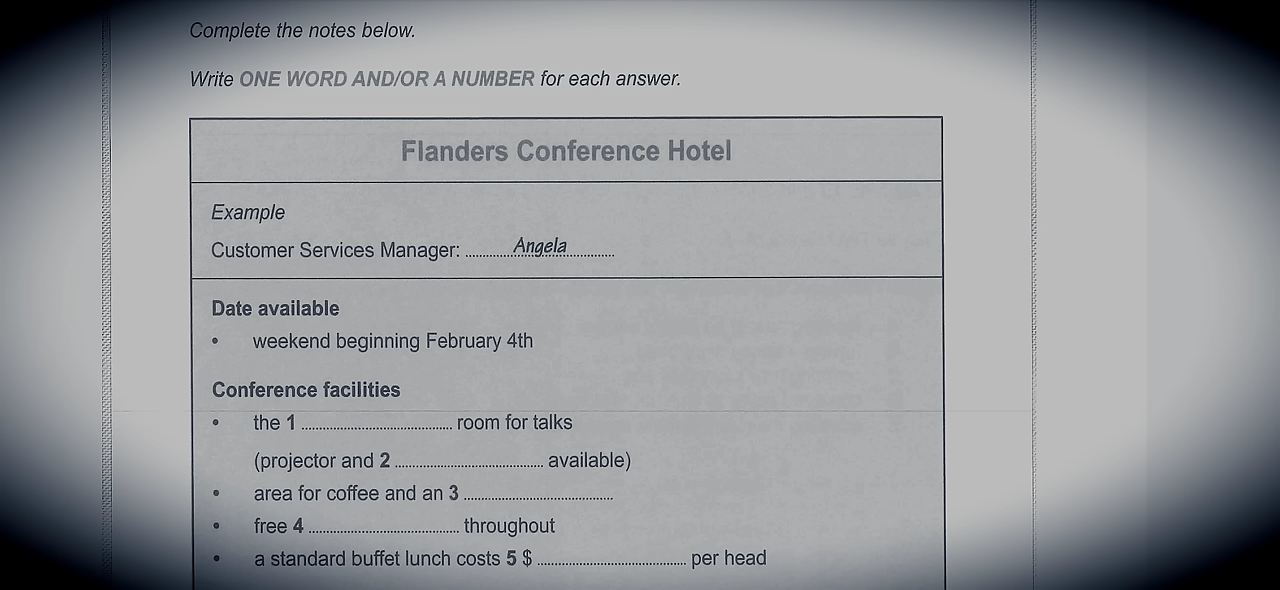 Complete the notes below.
Write ONE WORD AND/OR A NUMBER for each answer.
Flanders Conference Hotel
Example
Customer Services Manager: ........Angela........
Date available
• weekend beginning February 4th
Conference facilities
• the 1 ........................ room for talks
(projector and 2 ........................ available)
• area for coffee and an 3 ........................
• free 4 ........................ throughout
• a standard buffet lunch costs 5 $ ........................ per head